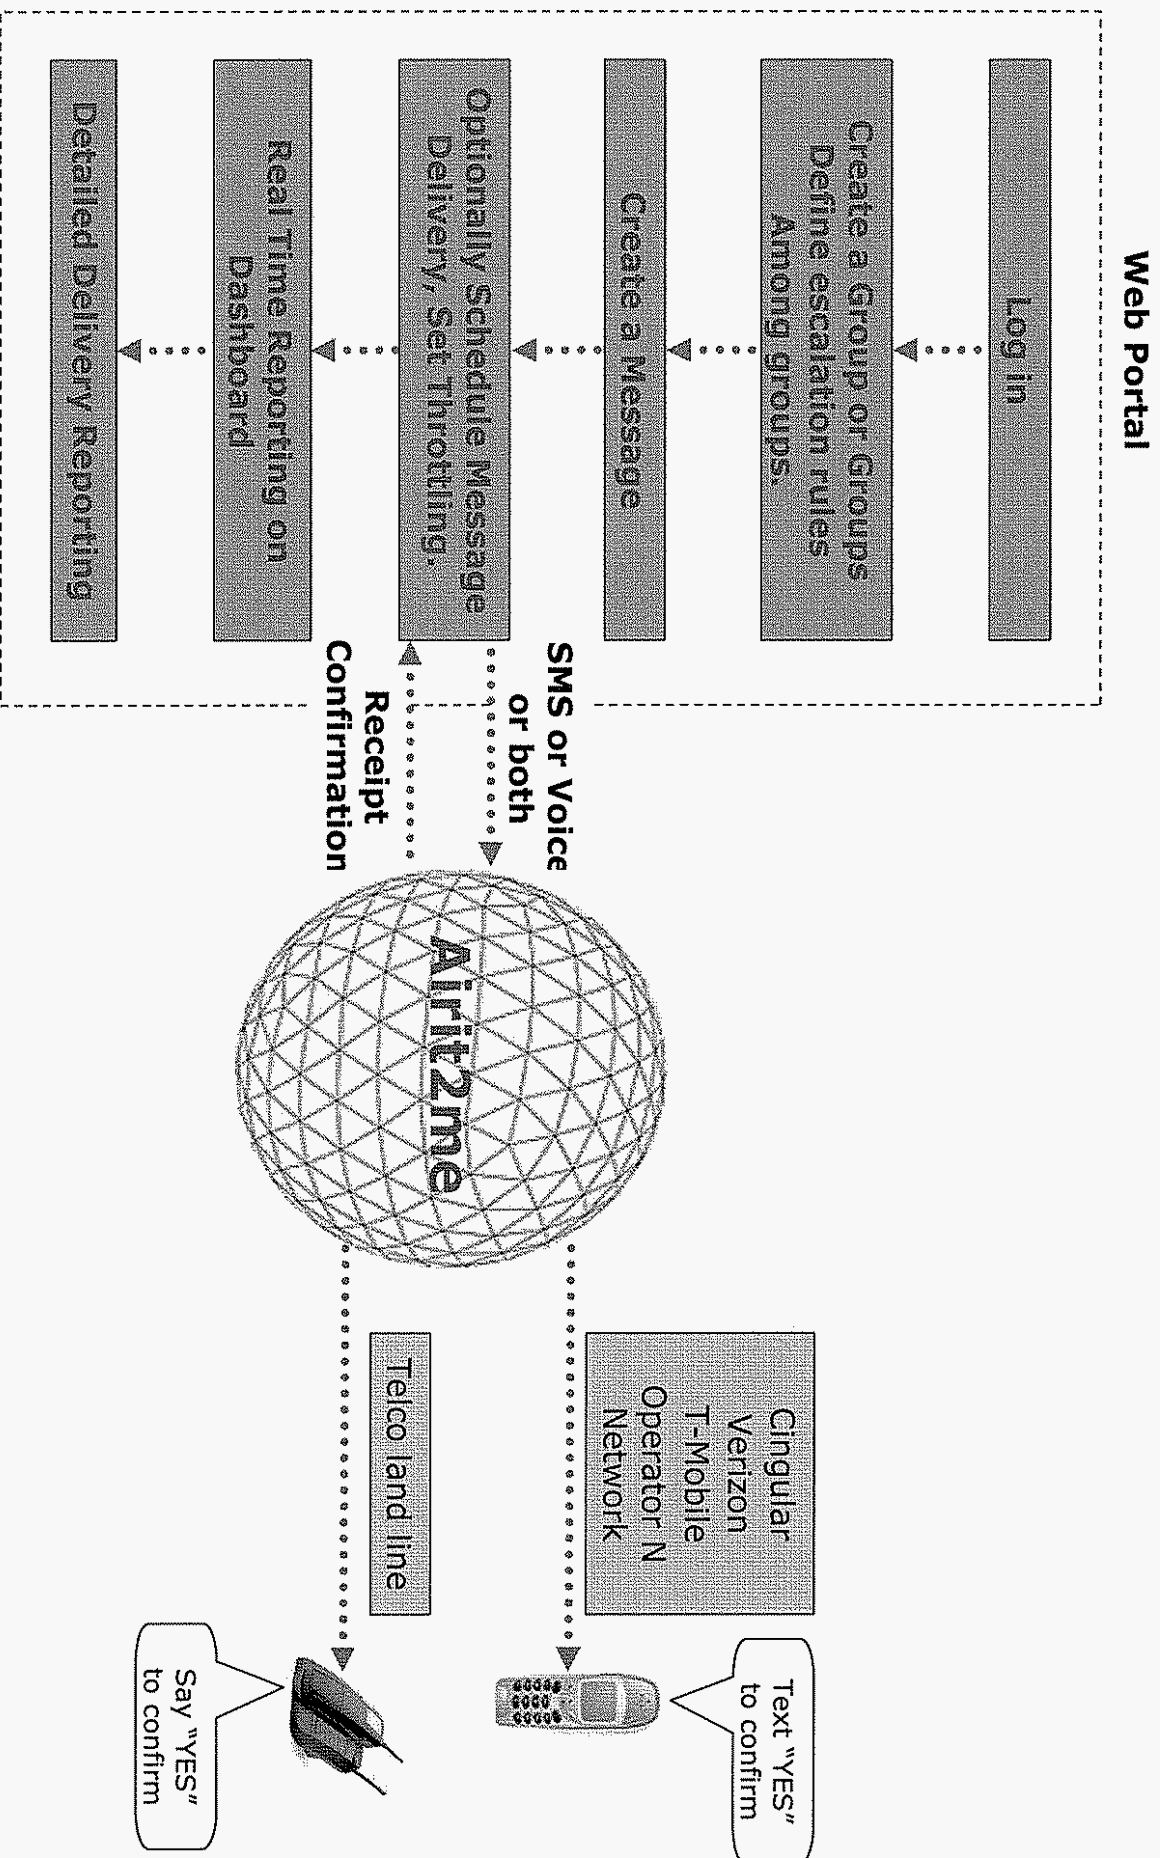 Web Portal
Log in
Create a Group or Groups
Define escalation rules
Among groups.
Create a Message
Optionally Schedule Message
Delivery, Set Throttling.
Real Time Reporting on
Dashboard
Detailed Delivery Reporting
SMS or Voice
or both
Receipt
Confirmation
Airit2me
Cingular
Verizon
T-Mobile
Operator N
Network
Telco land line
Text "YES"
to confirm
Say "YES"
to confirm